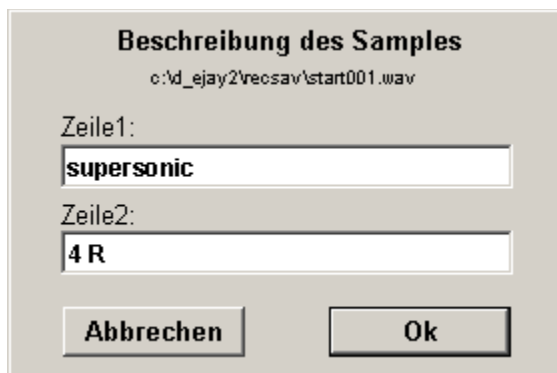 Beschreibung des Samples
c:\d_ejay2\recsav\start001.wav
Zeile1:
supersonic
Zeile2:
4 R
Abbrechen Ok